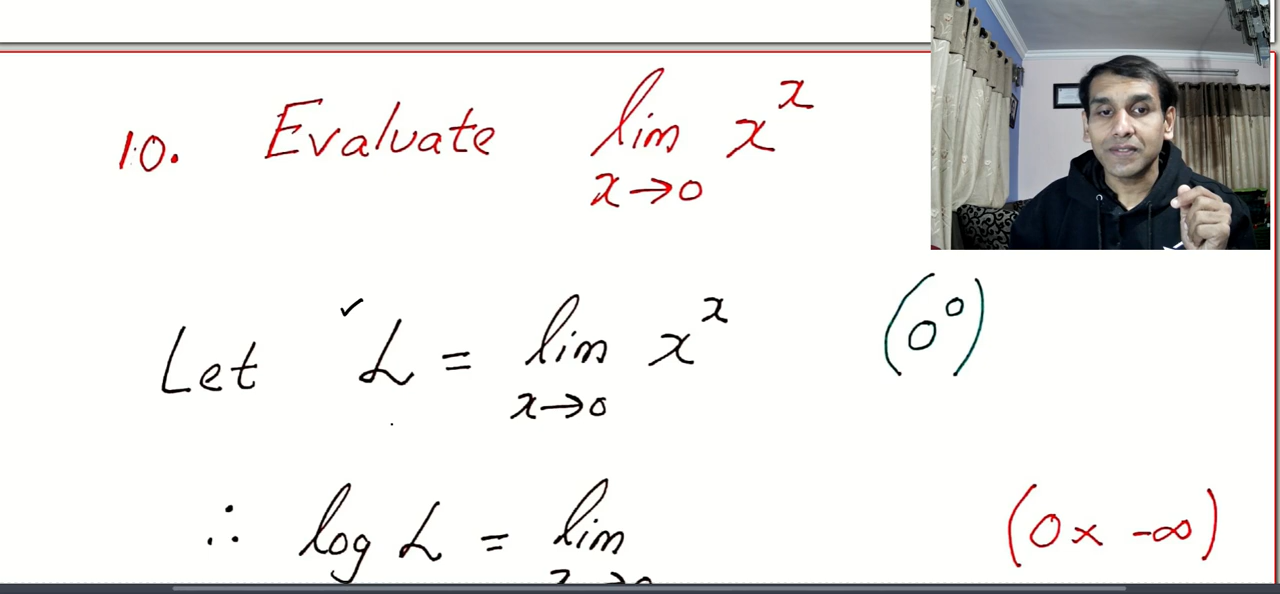 10. Evaluate lim x^x
x→0
Let L = lim x^x (0^0)
x→0
∴ log L = lim (0 x -∞)